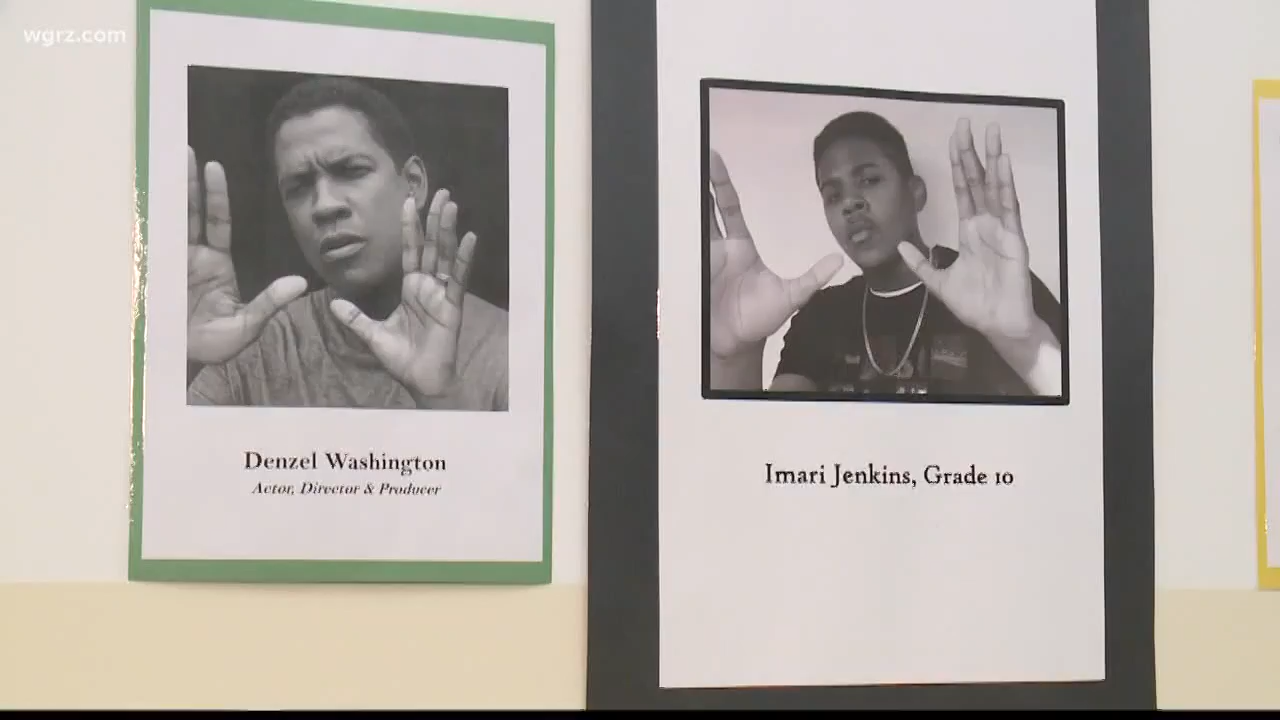 wgrz.com
Denzel Washington
Actor, Director & Producer
Imari Jenkins, Grade 10